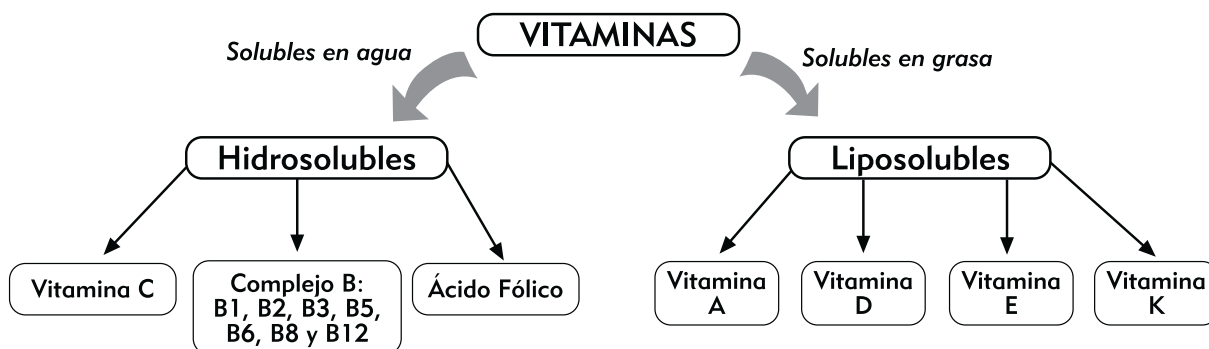 VITAMINAS
Solubles en agua
Solubles en grasa
Hidrosolubles
Liposolubles
Vitamina C
Complejo B:
B1, B2, B3, B5,
B6, B8 y B12
Ácido Fólico
Vitamina
A
Vitamina
D
Vitamina
E
Vitamina
K